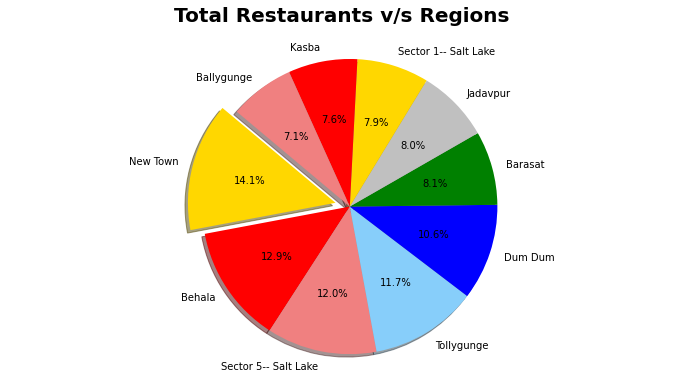 Total Restaurants v/s Regions
Kasba
Sector 1-- Salt Lake
Ballygunge
Jadavpur
7.6%
7.9%
7.1%
8.0%
New Town
Barasat
14.1%
8.1%
10.6%
Dum Dum
12.9%
11.7%
12.0%
Behala
Tollygunge
Sector 5-- Salt Lake